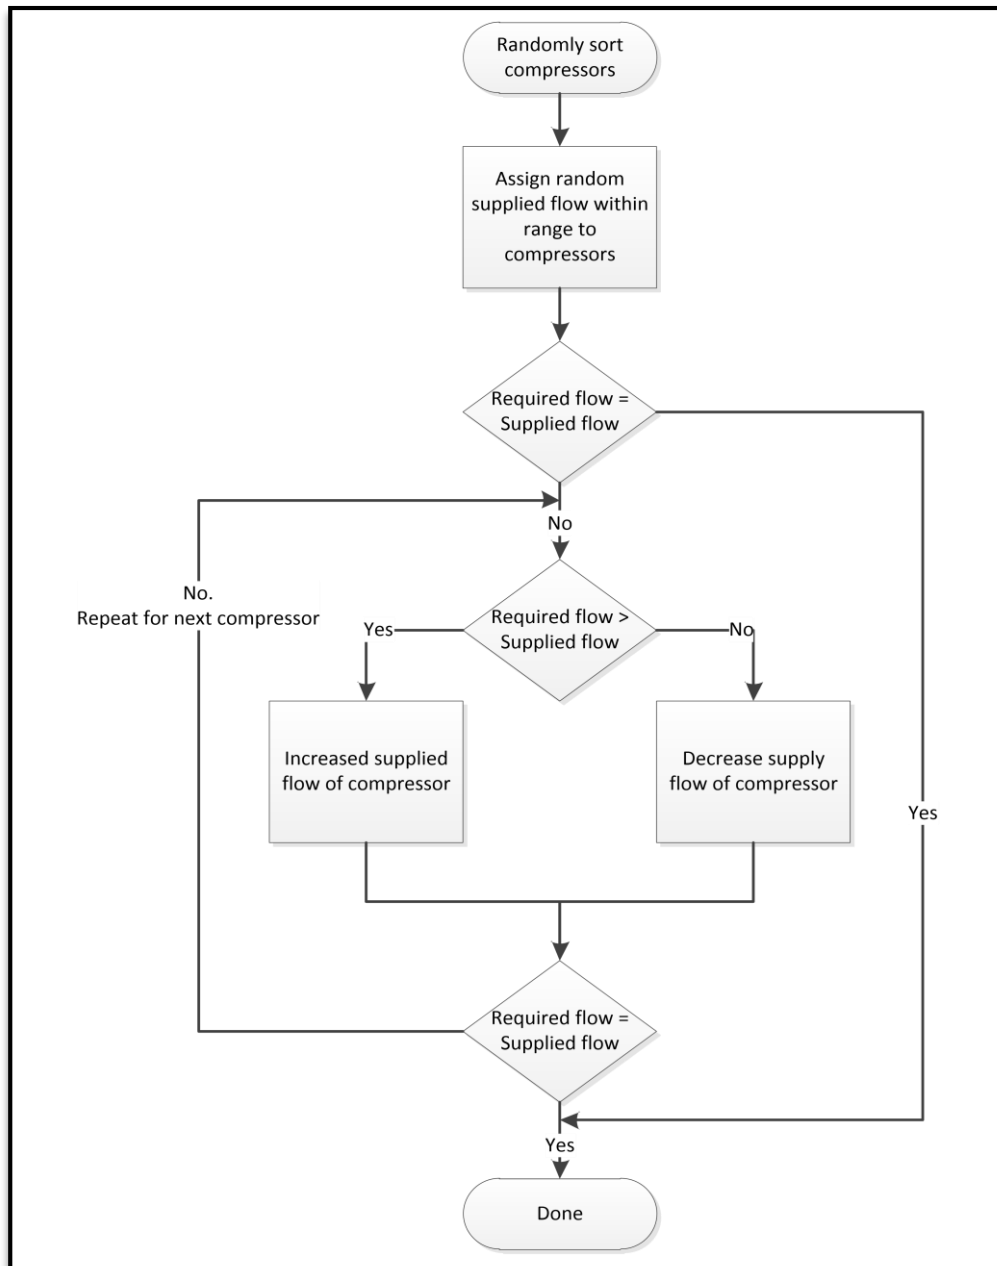 Randomly sort
compressors
Assign random
supplied flow within
range to
compressors
Required flow =
Supplied flow
No
No.
Repeat for next compressor
Required flow >
Supplied flow
Yes
No
Increased supplied
flow of compressor
Decrease supply
flow of compressor
Yes
Required flow =
Supplied flow
Yes
Done